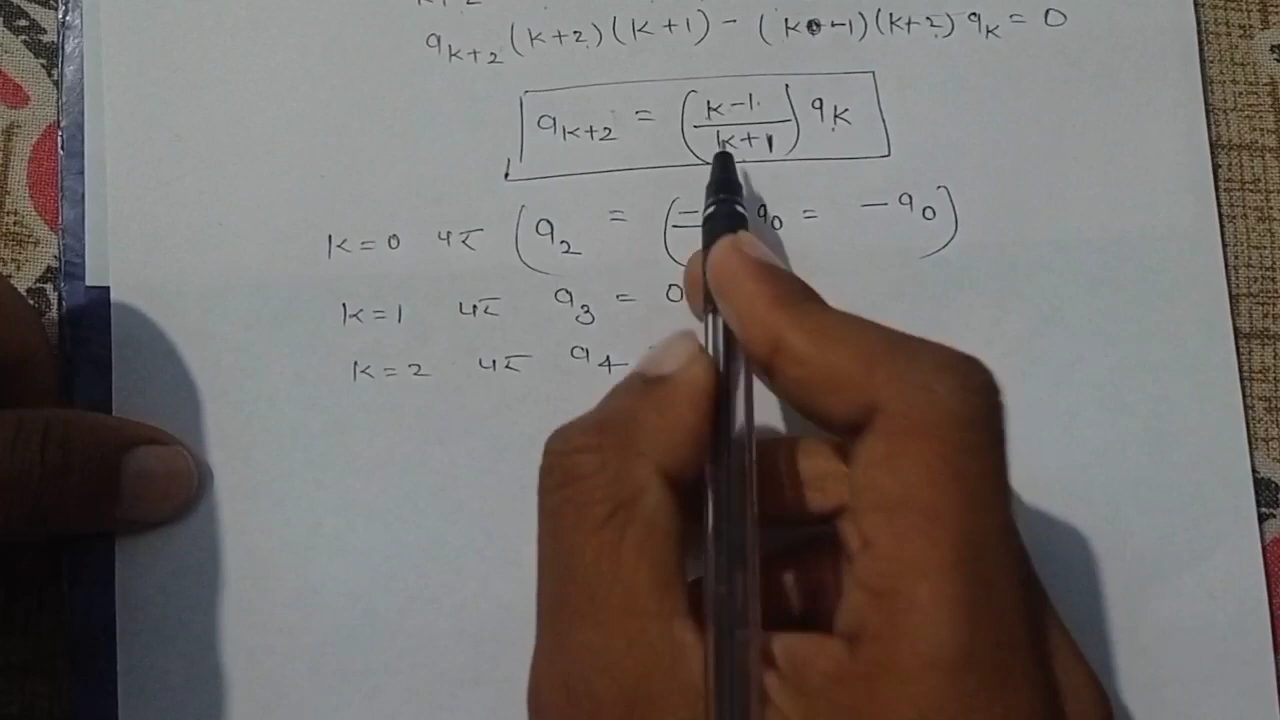 a_{k+2} (k+2)(k+1) - (k-1)(k+2) a_k = 0
a_{k+2} = ( \frac{k-1}{k+1} ) a_k
k=0 पर ( a_2 = a_0 = -a_0 )
k=1 पर a_3 = 0
k=2 पर a_4